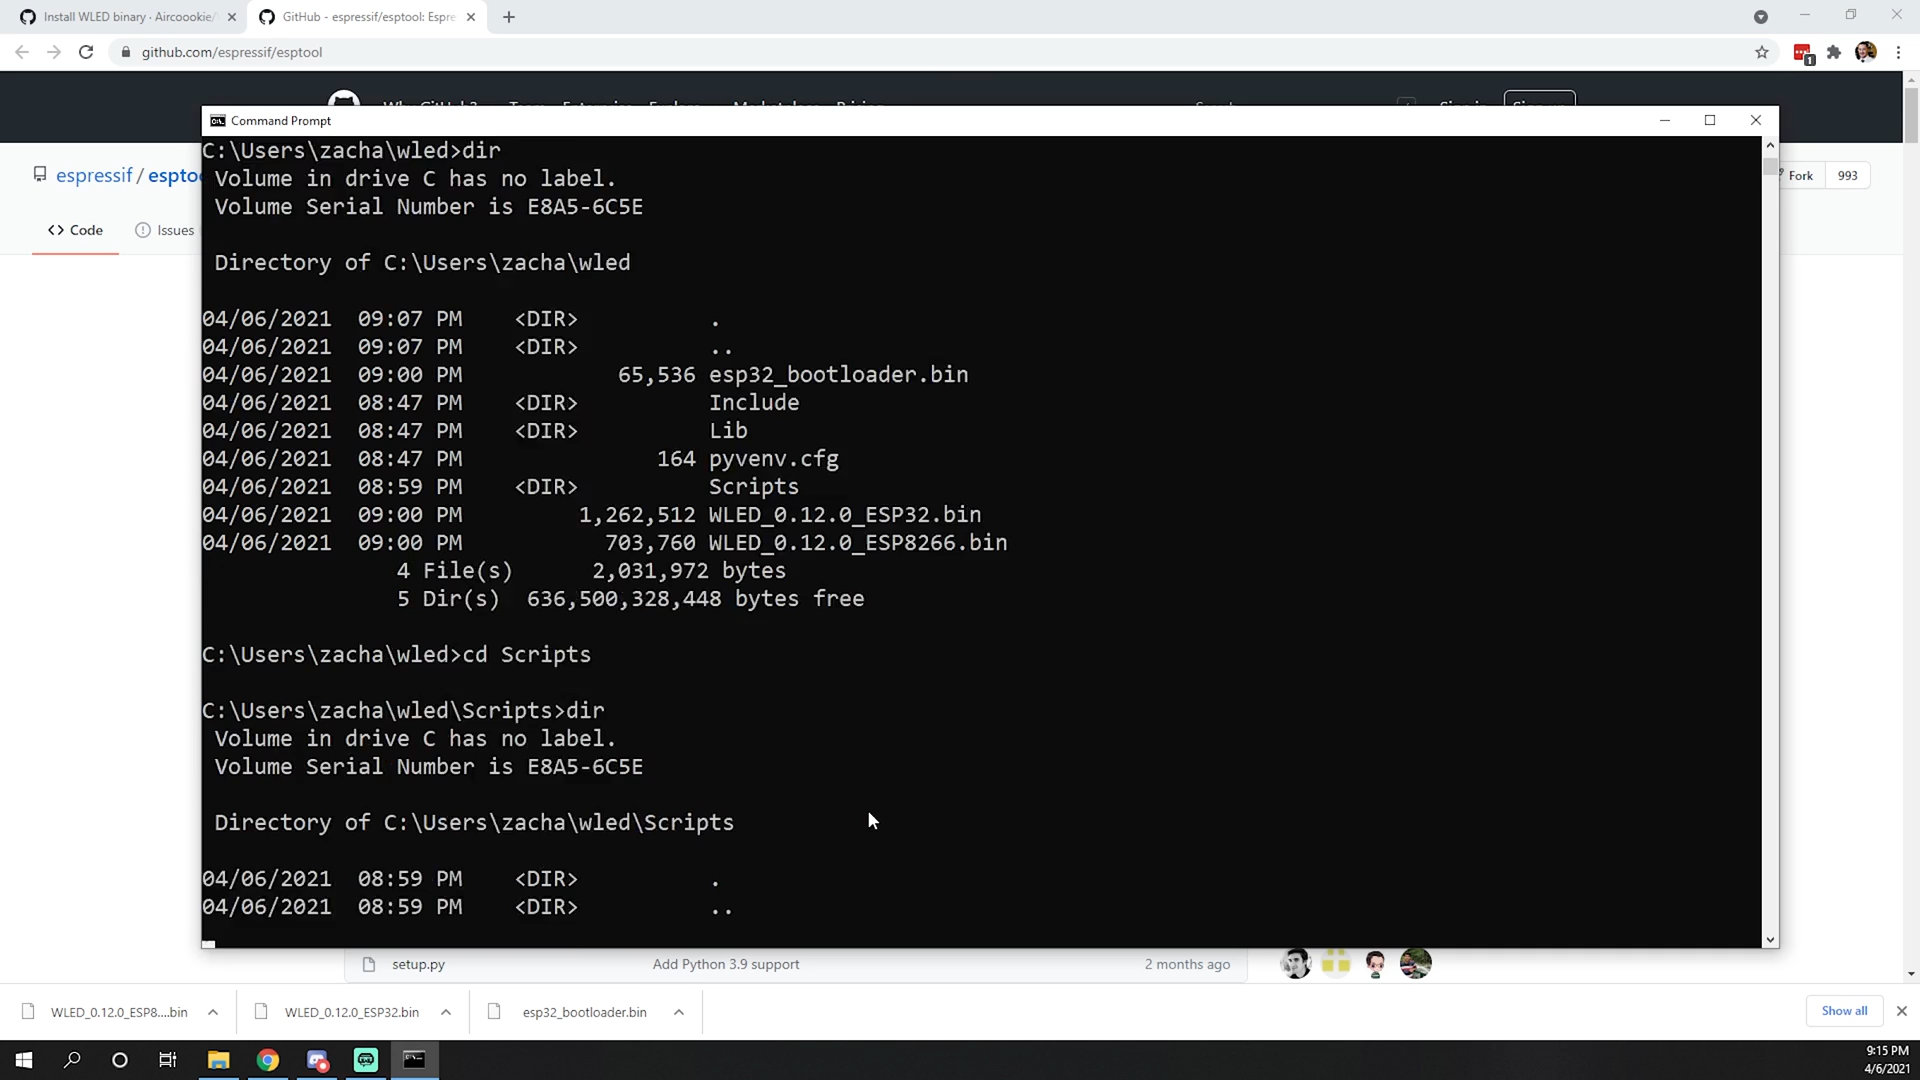 Install WLED binary · Aircoookie/
GitHub - espressif/esptool: Espre
github.com/espressif/esptool
1
Command Prompt
espressif / esptoo
Fork 993
Code
Issues
C:\Users\zacha\wled>dir
Volume in drive C has no label.
Volume Serial Number is E8A5-6C5E
Directory of C:\Users\zacha\wled
04/06/2021 09:07 PM <DIR> .
04/06/2021 09:07 PM <DIR> ..
04/06/2021 09:00 PM 65,536 esp32_bootloader.bin
04/06/2021 08:47 PM <DIR> Include
04/06/2021 08:47 PM <DIR> Lib
04/06/2021 08:47 PM 164 pyvenv.cfg
04/06/2021 08:59 PM <DIR> Scripts
04/06/2021 09:00 PM 1,262,512 WLED_0.12.0_ESP32.bin
04/06/2021 09:00 PM 703,760 WLED_0.12.0_ESP8266.bin
4 File(s) 2,031,972 bytes
5 Dir(s) 636,500,328,448 bytes free
C:\Users\zacha\wled>cd Scripts
C:\Users\zacha\wled\Scripts>dir
Volume in drive C has no label.
Volume Serial Number is E8A5-6C5E
Directory of C:\Users\zacha\wled\Scripts
04/06/2021 08:59 PM <DIR> .
04/06/2021 08:59 PM <DIR> ..
setup.py Add Python 3.9 support 2 months ago
WLED_0.12.0_ESP8....bin
WLED_0.12.0_ESP32.bin
esp32_bootloader.bin
Show all
9:15 PM
4/6/2021